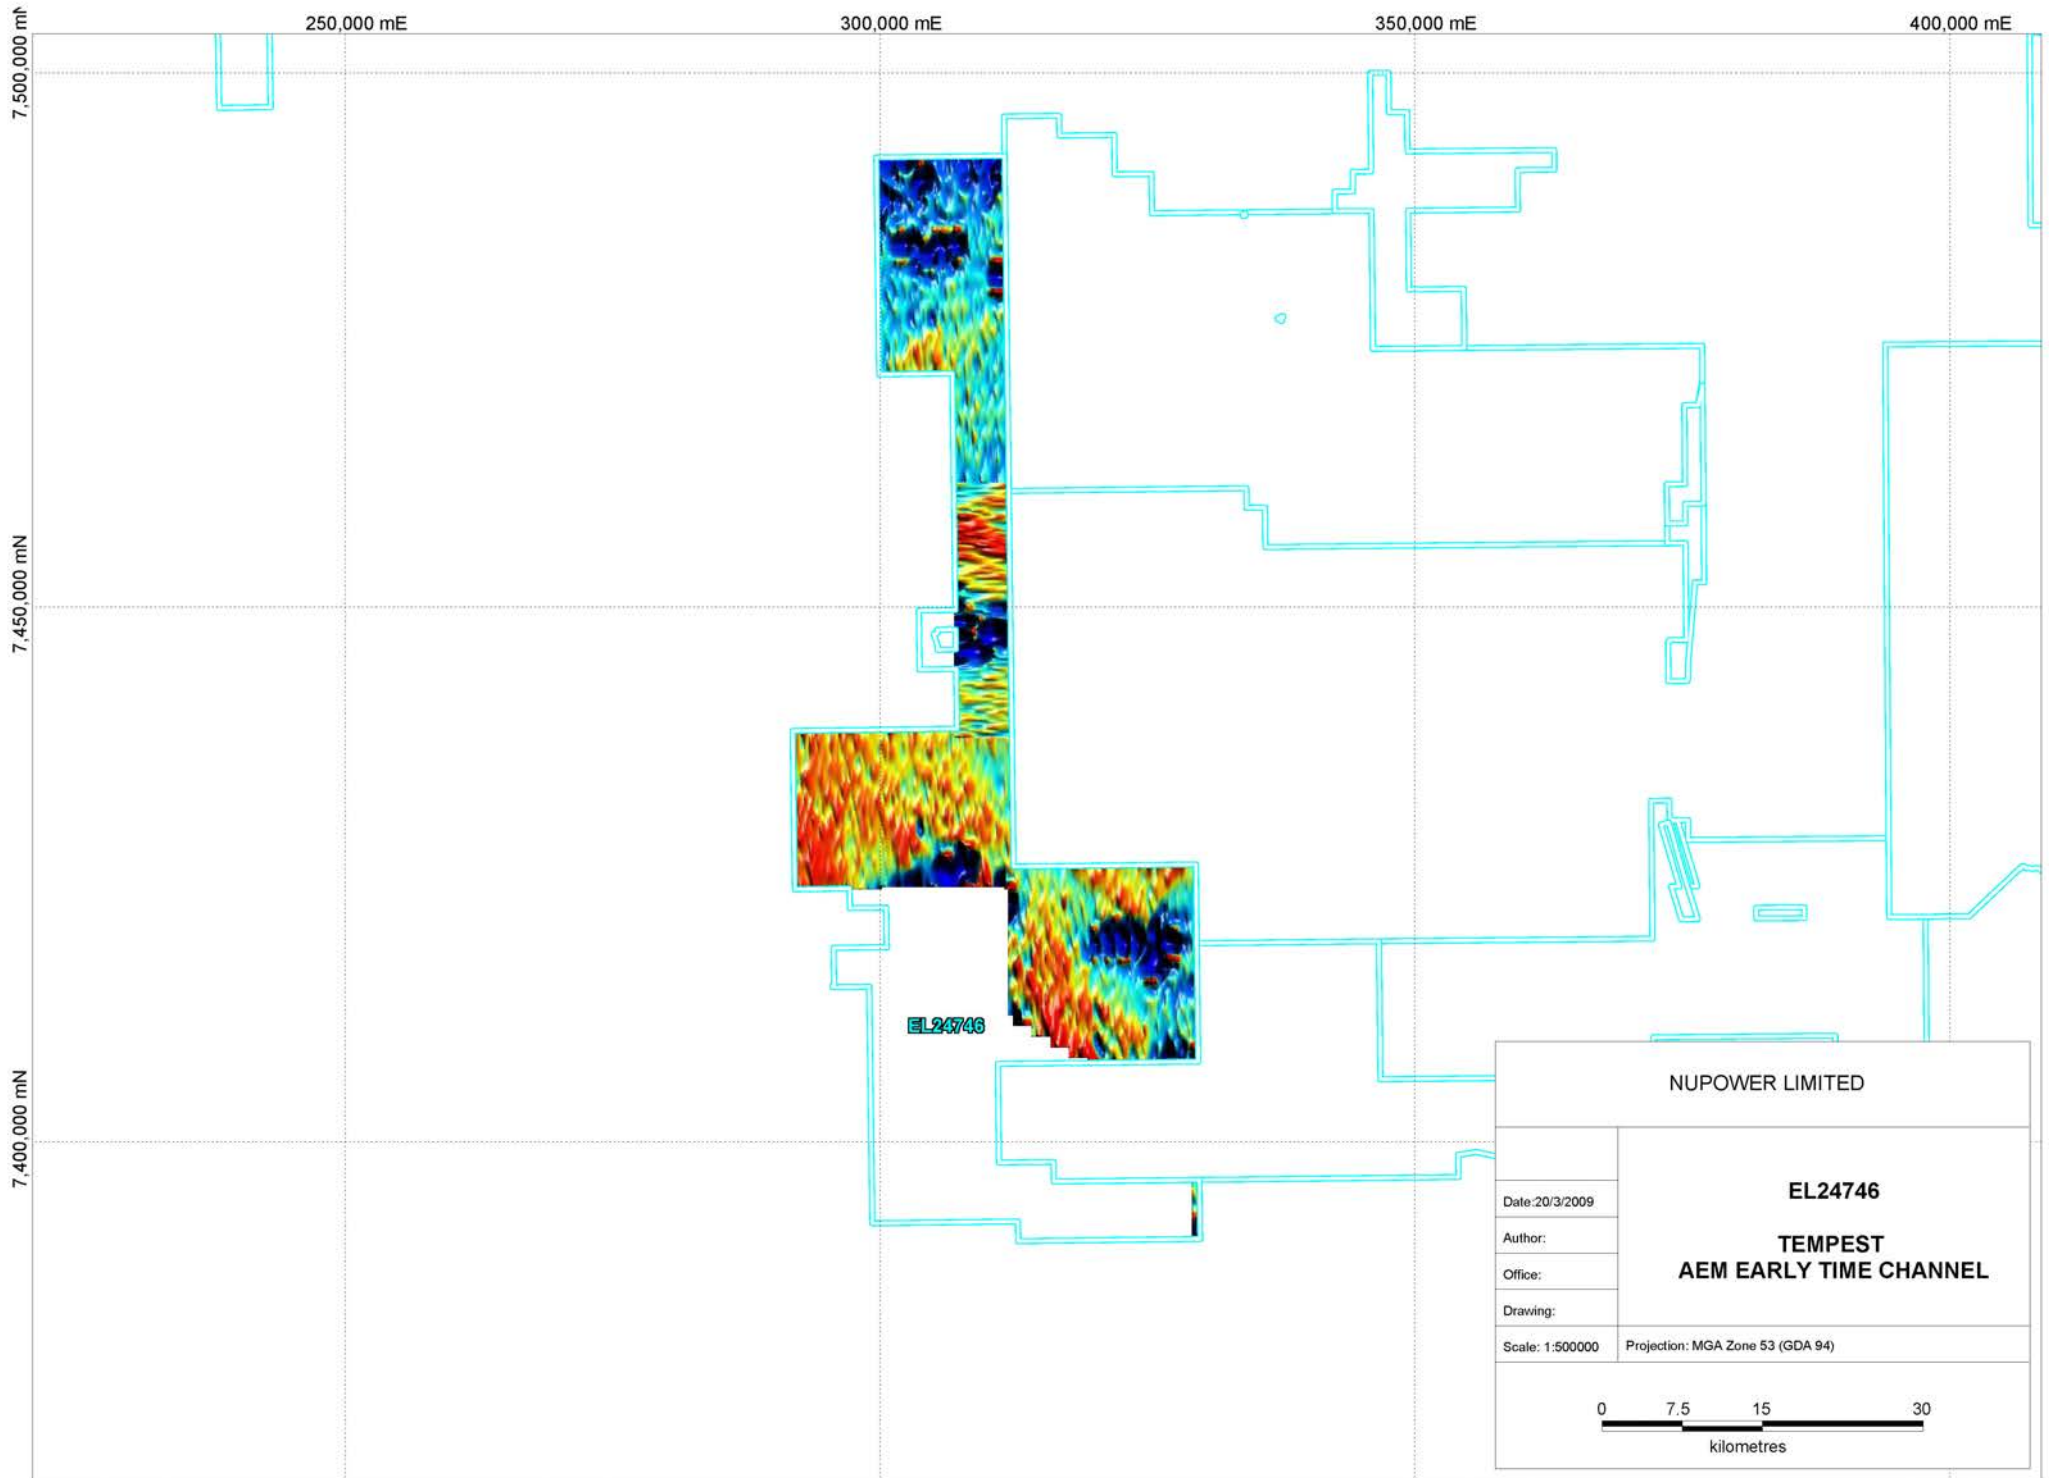 250,000 mE
300,000 mE
350,000 mE
400,000 mE
7,500,000 mN
7,450,000 mN
7,400,000 mN
EL24746
NUPOWER LIMITED
EL24746
TEMPEST
AEM EARLY TIME CHANNEL
Date:20/3/2009
Author:
Office:
Drawing:
Scale: 1:500000
Projection: MGA Zone 53 (GDA 94)
0 7.5 15 30
kilometres